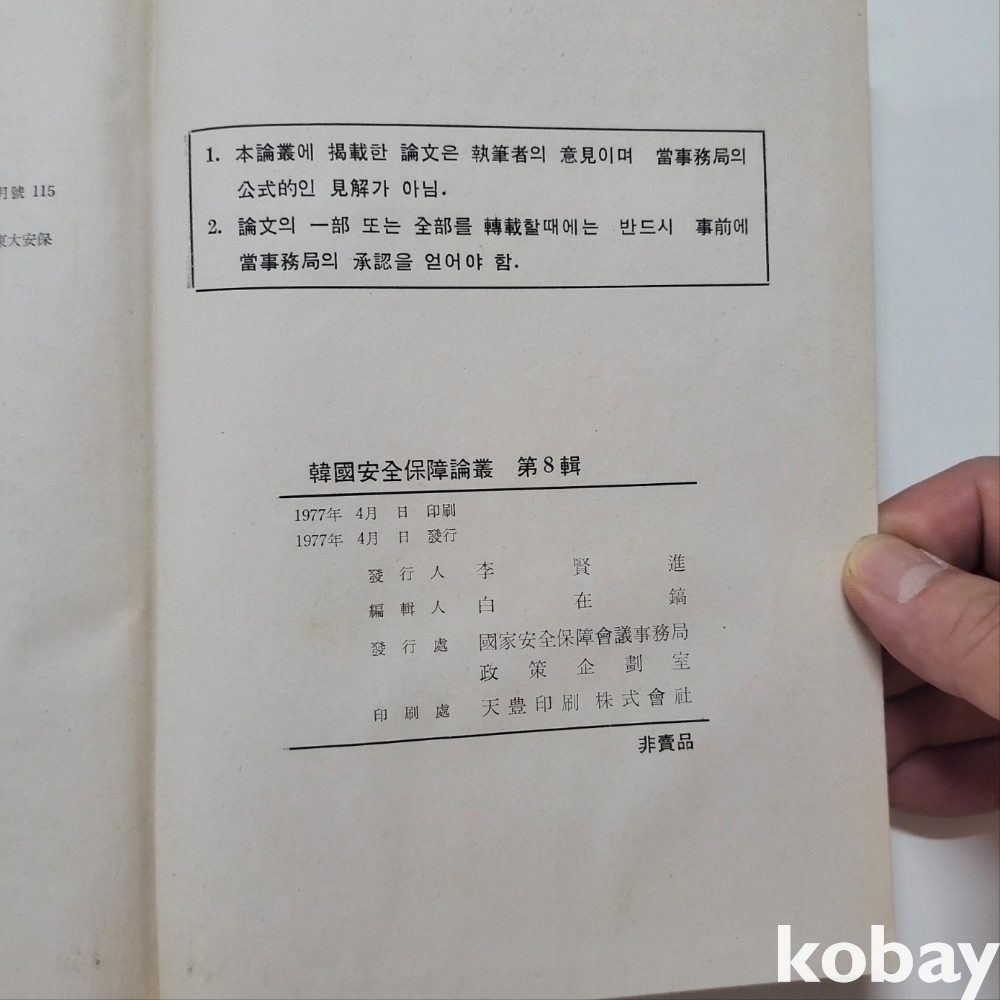 月號 115
東大安保
1. 本論叢에 揭載한 論文은 執筆者의 意見이며 當事務局의
公式的인 見解가 아님.
2. 論文의 一部 또는 全部를 轉載할때에는 반드시 事前에
當事務局의 承認을 얻어야 함.
韓國安全保障論叢 第8輯
1977年 4月 日 印刷
1977年 4月 日 發行
發行人 李賢進
編輯人 白在鎬
發行處 國家安全保障會議事務局
政策企劃室
印刷處 天豊印刷株式會社
非賣品
kobay